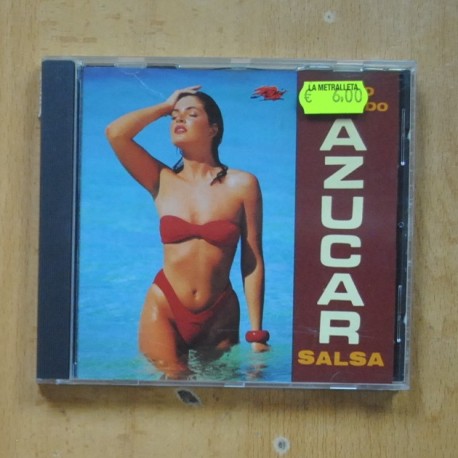 LA METRALLETA
€ 6.00
AZUCAR
SALSA